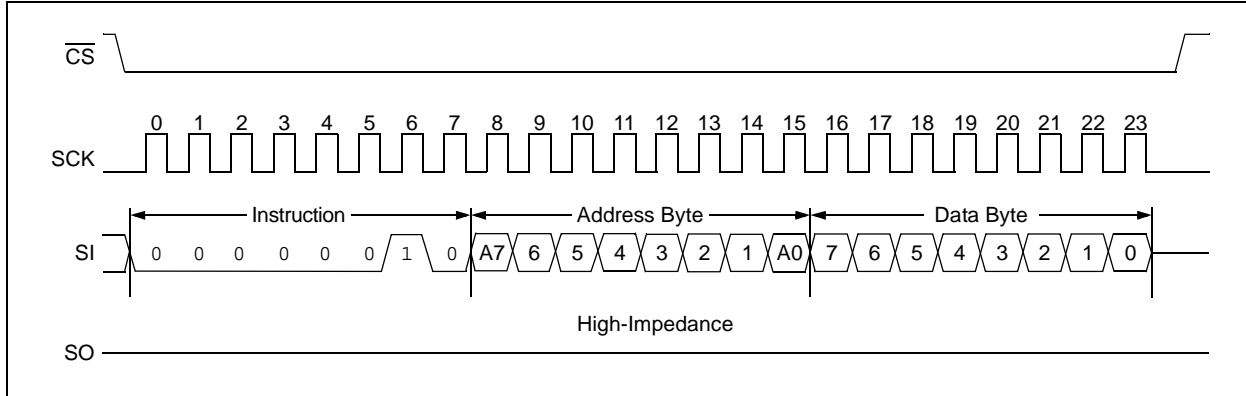 CS
0 1 2 3 4 5 6 7 8 9 10 11 12 13 14 15 16 17 18 19 20 21 22 23
SCK
Instruction Address Byte Data Byte
SI 0 0 0 0 0 0 1 0 A7 6 5 4 3 2 1 A0 7 6 5 4 3 2 1 0
High-Impedance
SO